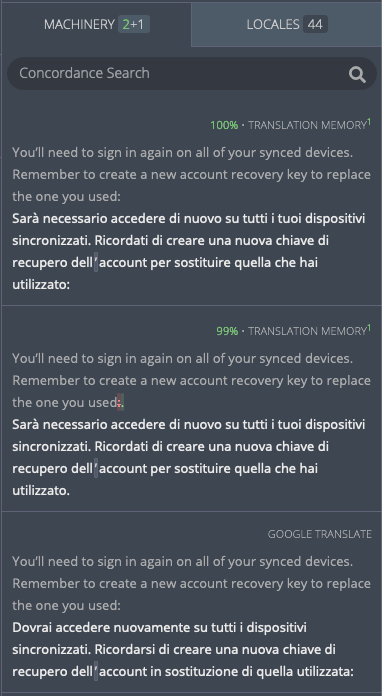 MACHINERY 2+1 LOCALES 44
Concordance Search
100% • TRANSLATION MEMORY¹
You’ll need to sign in again on all of your synced devices.
Remember to create a new account recovery key to replace
the one you used:
Sarà necessario accedere di nuovo su tutti i tuoi dispositivi
sincronizzati. Ricordati di creare una nuova chiave di
recupero dell’account per sostituire quella che hai
utilizzato:
99% • TRANSLATION MEMORY¹
You’ll need to sign in again on all of your synced devices.
Remember to create a new account recovery key to replace
the one you used:.
Sarà necessario accedere di nuovo su tutti i tuoi dispositivi
sincronizzati. Ricordati di creare una nuova chiave di
recupero dell’account per sostituire quella che hai
utilizzato.
GOOGLE TRANSLATE
You’ll need to sign in again on all of your synced devices.
Remember to create a new account recovery key to replace
the one you used:
Dovrai accedere nuovamente su tutti i dispositivi
sincronizzati. Ricordarsi di creare una nuova chiave di
recupero dell’account in sostituzione di quella utilizzata: